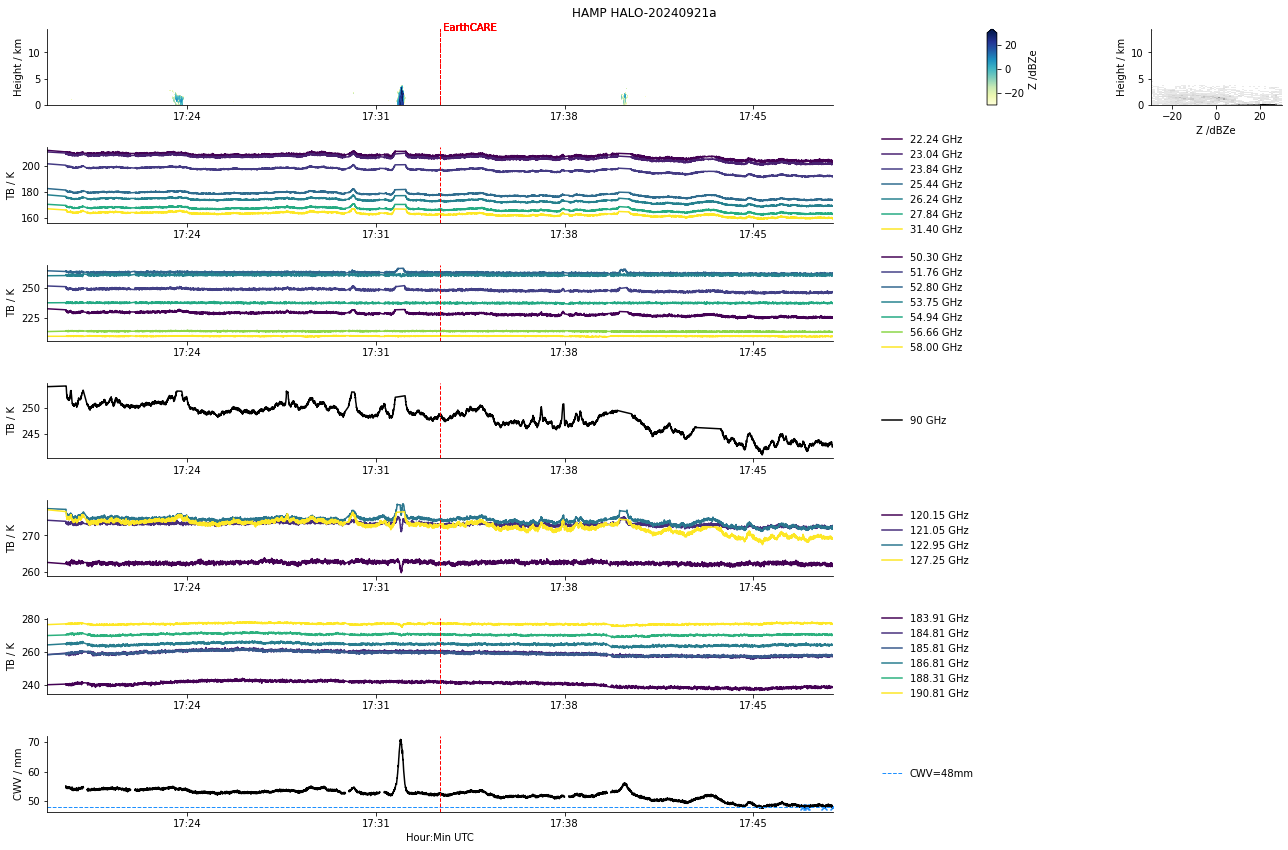 HAMP HALO-20240921a
EarthCARE
Height / km
10
5
0
17:24
17:31
17:38
17:45
20
0
−20
Z /dBZe
Height / km
10
5
0
−20
0
20
Z /dBZe
TB / K
200
180
160
17:24
17:31
17:38
17:45
22.24 GHz
23.04 GHz
23.84 GHz
25.44 GHz
26.24 GHz
27.84 GHz
31.40 GHz
TB / K
250
225
17:24
17:31
17:38
17:45
50.30 GHz
51.76 GHz
52.80 GHz
53.75 GHz
54.94 GHz
56.66 GHz
58.00 GHz
TB / K
250
245
17:24
17:31
17:38
17:45
90 GHz
TB / K
270
260
17:24
17:31
17:38
17:45
120.15 GHz
121.05 GHz
122.95 GHz
127.25 GHz
TB / K
280
260
240
17:24
17:31
17:38
17:45
183.91 GHz
184.81 GHz
185.81 GHz
186.81 GHz
188.31 GHz
190.81 GHz
CWV / mm
70
60
50
17:24
17:31
17:38
17:45
Hour:Min UTC
CWV=48mm